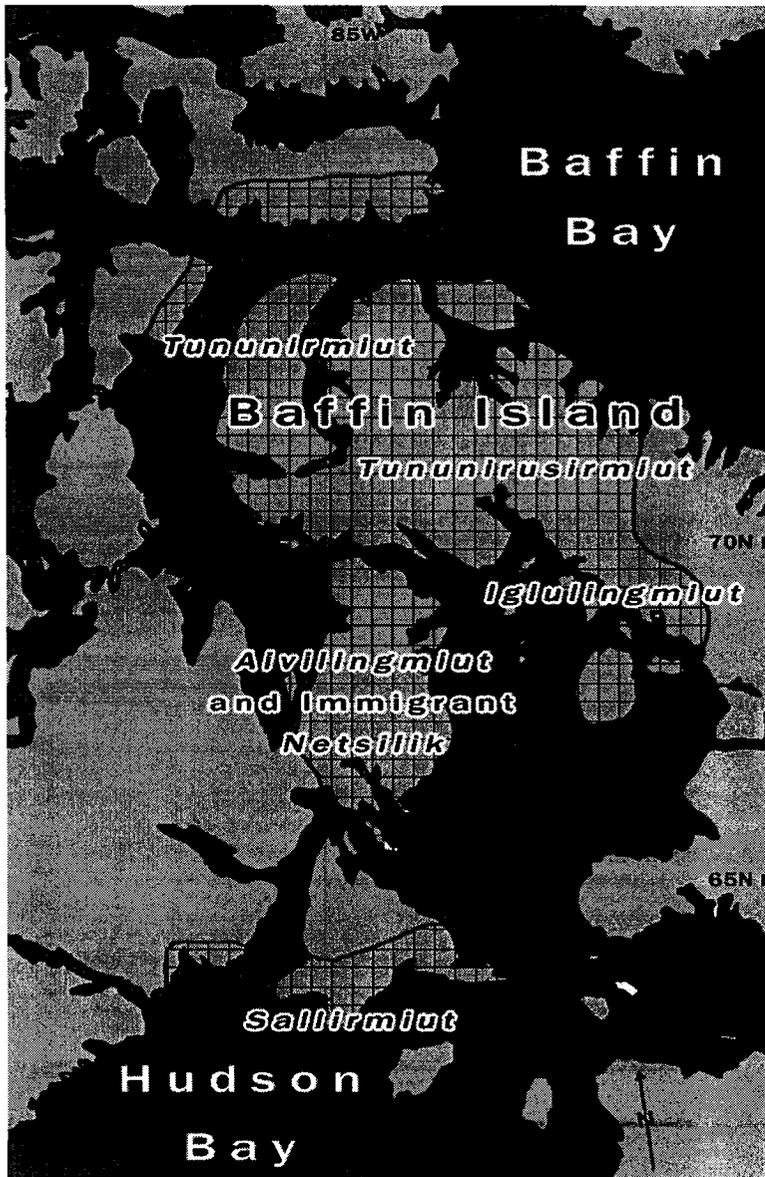 85W
Baffin
Bay
Tununirmiut
Baffin Island
Tununirusirmiut
70N
Iglulingmiut
Aivilingmiut
and Immigrant
Netsilik
65N
Sallirmiut
Hudson
Bay
N